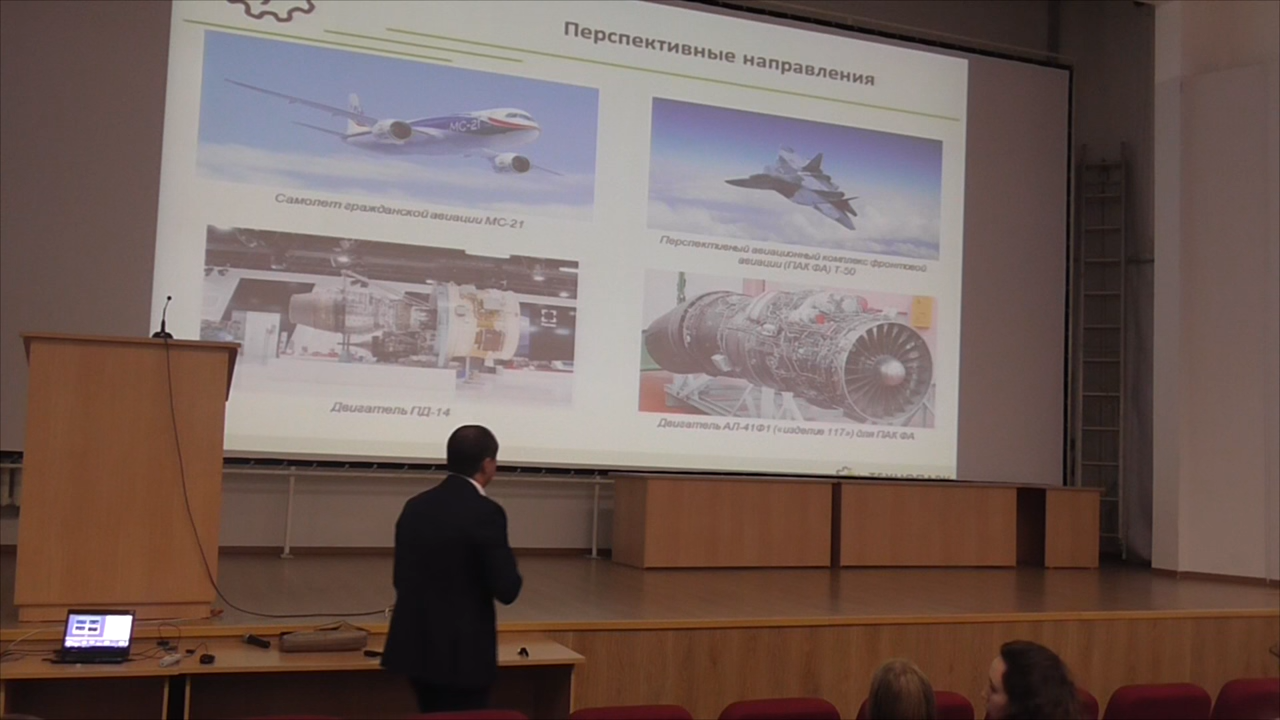 Перспективные направления
МС-21
Самолет гражданской авиации МС-21
Перспективный авиационный комплекс фронтовой
авиации (ПАК ФА) Т-50
Двигатель ПД-14
Двигатель АЛ-41Ф1 («изделие 117») для ПАК ФА
ТЕХНОПАРК